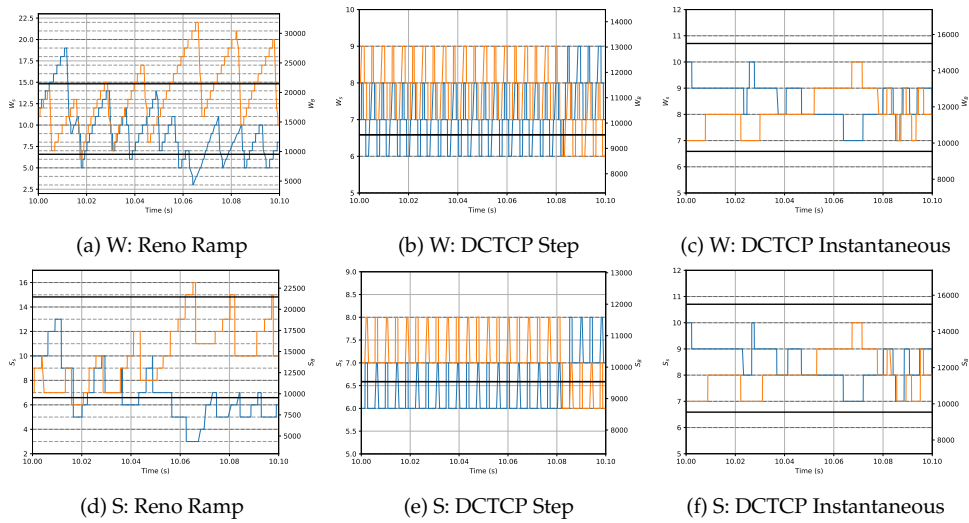 22.5
20.0
17.5
15.0
12.5
10.0
7.5
5.0
2.5
W_s
30000
25000
20000
15000
10000
5000
W_B
10.00 10.02 10.04 10.06 10.08 10.10
Time (s)
(a) W: Reno Ramp
10
9
8
7
6
5
W_s
14000
13000
12000
11000
10000
9000
8000
W_B
10.00 10.02 10.04 10.06 10.08 10.10
Time (s)
(b) W: DCTCP Step
12
11
10
9
8
7
6
5
W_s
16000
14000
12000
10000
8000
W_B
10.00 10.02 10.04 10.06 10.08 10.10
Time (s)
(c) W: DCTCP Instantaneous
16
14
12
10
8
6
4
2
S_s
22500
20000
17500
15000
12500
10000
7500
5000
S_B
10.00 10.02 10.04 10.06 10.08 10.10
Time (s)
(d) S: Reno Ramp
9.0
8.5
8.0
7.5
7.0
6.5
6.0
5.5
5.0
S_s
13000
12000
11000
10000
9000
8000
S_B
10.00 10.02 10.04 10.06 10.08 10.10
Time (s)
(e) S: DCTCP Step
12
11
10
9
8
7
6
5
S_s
16000
14000
12000
10000
8000
S_B
10.00 10.02 10.04 10.06 10.08 10.10
Time (s)
(f) S: DCTCP Instantaneous